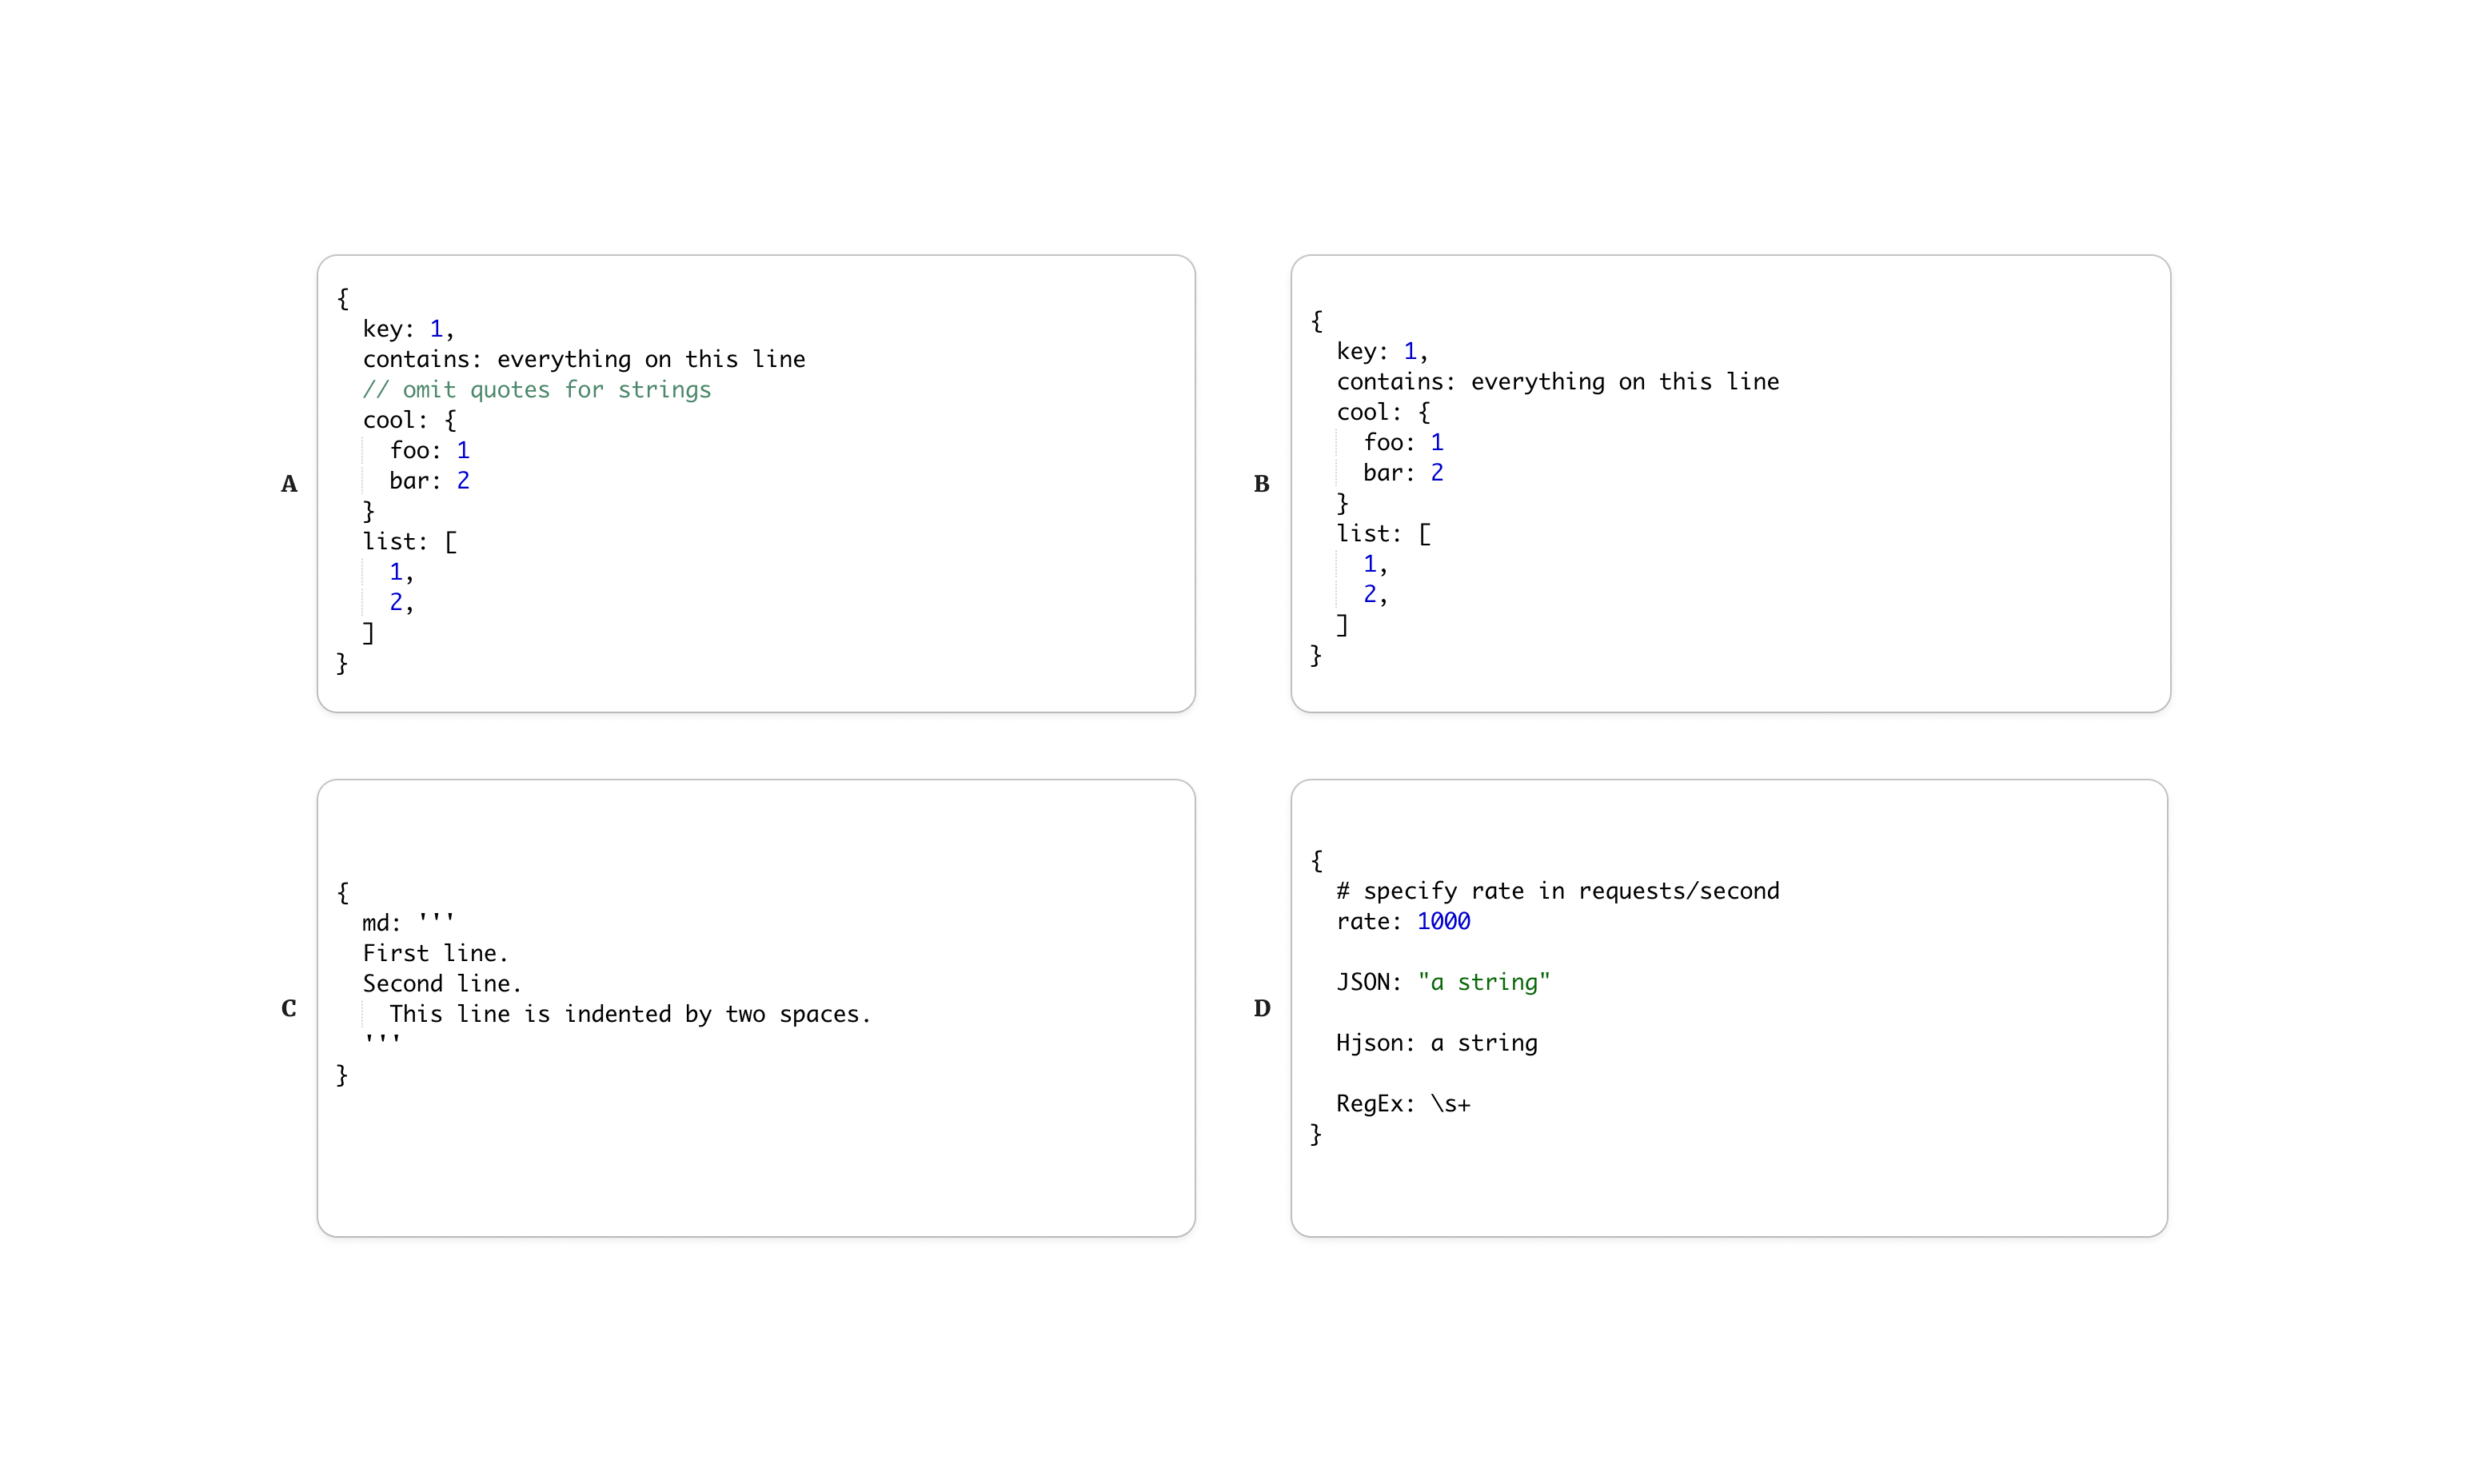 A
{
  key: 1,
  contains: everything on this line
  // omit quotes for strings
  cool: {
    foo: 1
    bar: 2
  }
  list: [
    1,
    2,
  ]
}
B
{
  key: 1,
  contains: everything on this line
  cool: {
    foo: 1
    bar: 2
  }
  list: [
    1,
    2,
  ]
}
C
{
  md: '''
  First line.
  Second line.
    This line is indented by two spaces.
  '''
}
D
{
  # specify rate in requests/second
  rate: 1000
  JSON: "a string"
  Hjson: a string
  RegEx: \s+
}